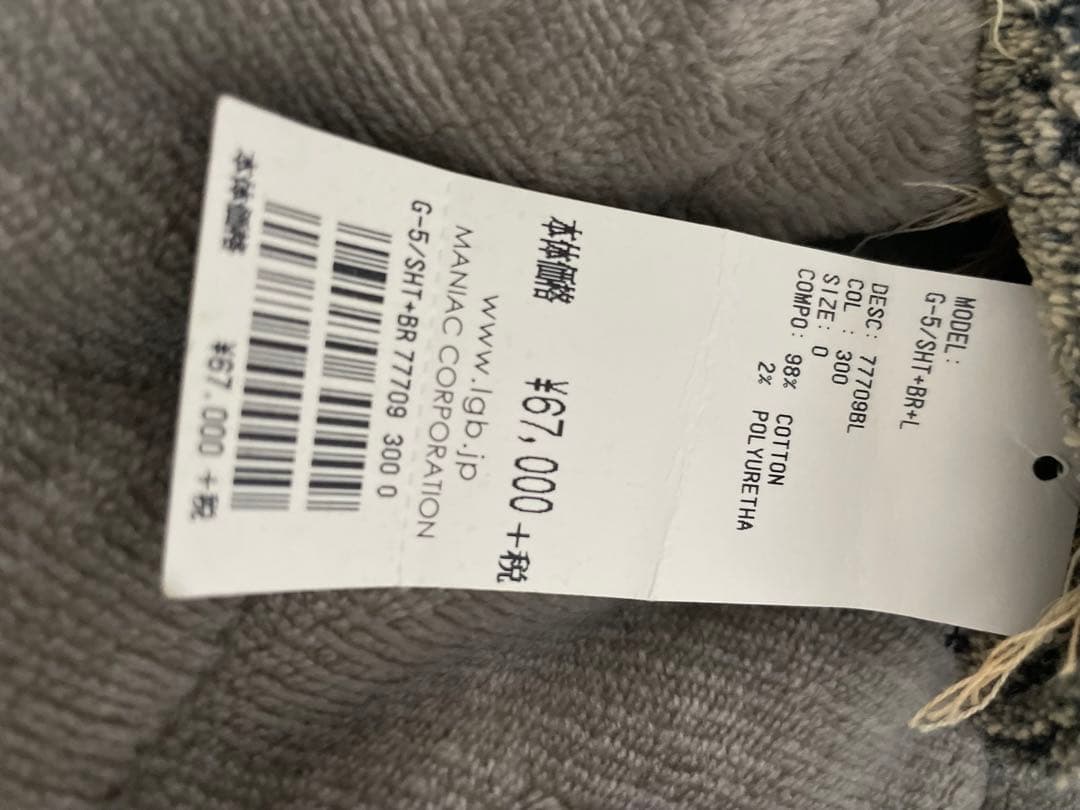 MODEL:
G-5/SHT+BR+L
DESC: 77709BL
COL : 300
SIZE: 0
COMPO: 98% COTTON
2% POLYURETHA
本体価格 ¥67,000+税
www.lgb.jp
MANIAC CORPORATION
G-5/SHT+BR 77709 300 0
本体価格 ¥67.000+税